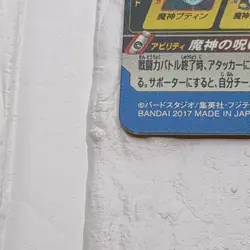 魔神プティン
アビリティ 魔神の呪
戦闘力バトル終了時、アタッカーに
る。サポーターにすると、自分チー
©バードスタジオ/集英社・フジテ
BANDAI 2017 MADE IN JAP